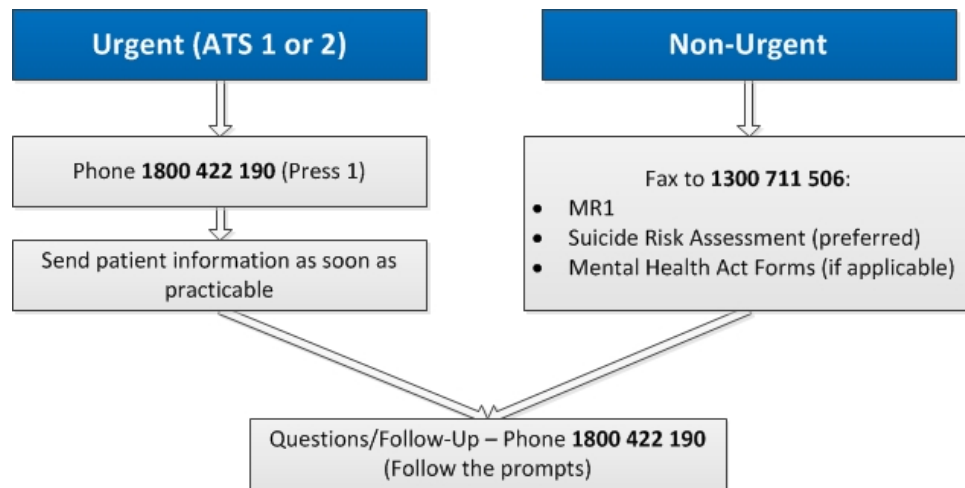 Urgent (ATS 1 or 2)
Phone 1800 422 190 (Press 1)
Send patient information as soon as
practicable
Non-Urgent
Fax to 1300 711 506:
• MR1
• Suicide Risk Assessment (preferred)
• Mental Health Act Forms (if applicable)
Questions/Follow-Up – Phone 1800 422 190
(Follow the prompts)